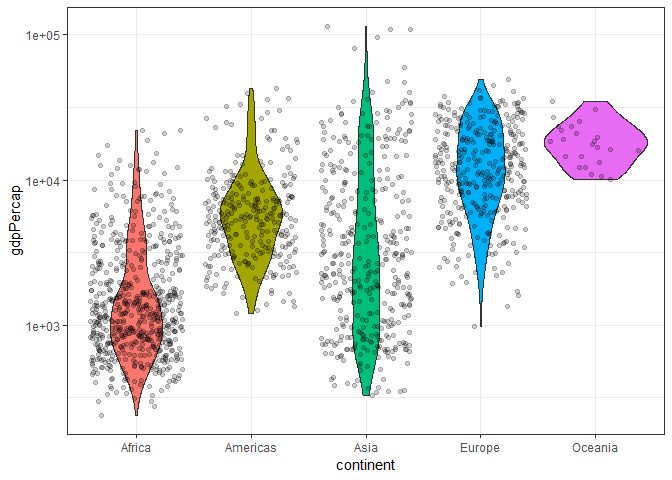 1e+05
1e+04
1e+03
gdpPercap
Africa
Americas
Asia
Europe
Oceania
continent